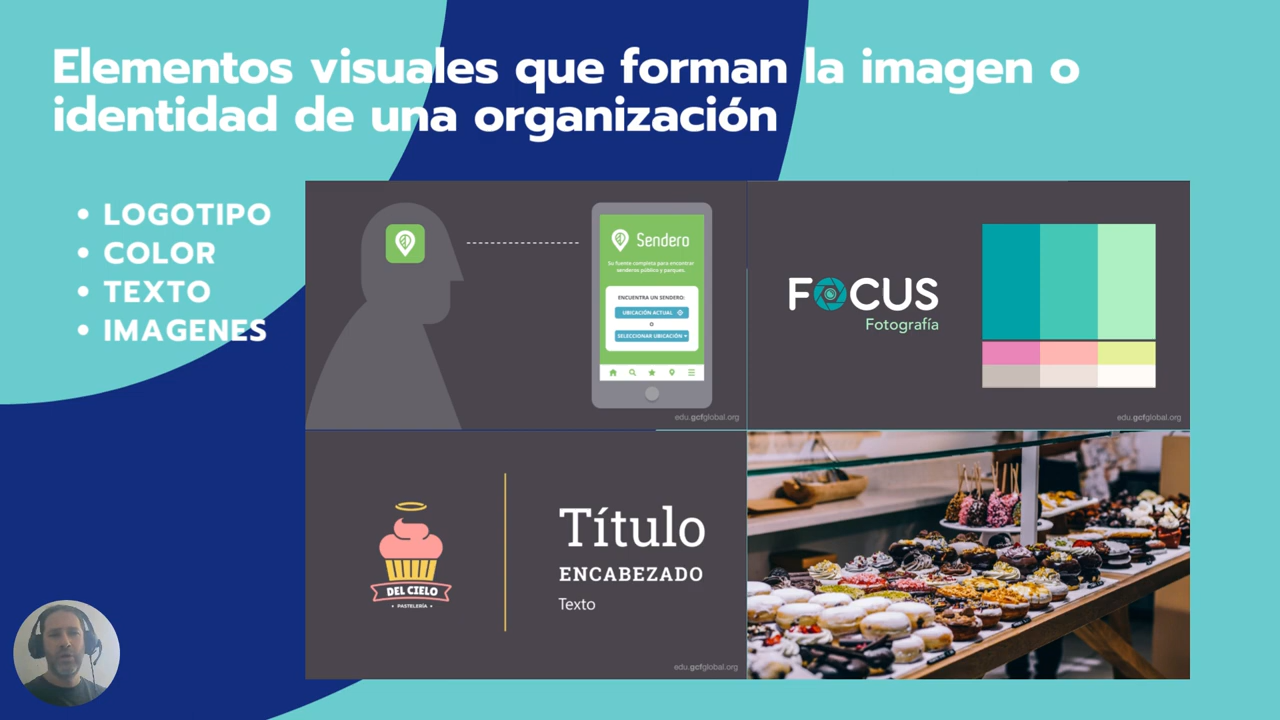 Elementos visuales que forman la imagen o
identidad de una organización
• LOGOTIPO
• COLOR
• TEXTO
• IMAGENES
Sendero
Su fuente completa para encontrar
senderos público y parques.
ENCUENTRA UN SENDERO:
UBICACIÓN ACTUAL
O
SELECCIONAR UBICACIÓN
edu.gcfglobal.org
FOCUS
Fotografía
edu.gcfglobal.org
DEL CIELO
• PASTELERÍA •
Título
ENCABEZADO
Texto
edu.gcfglobal.org